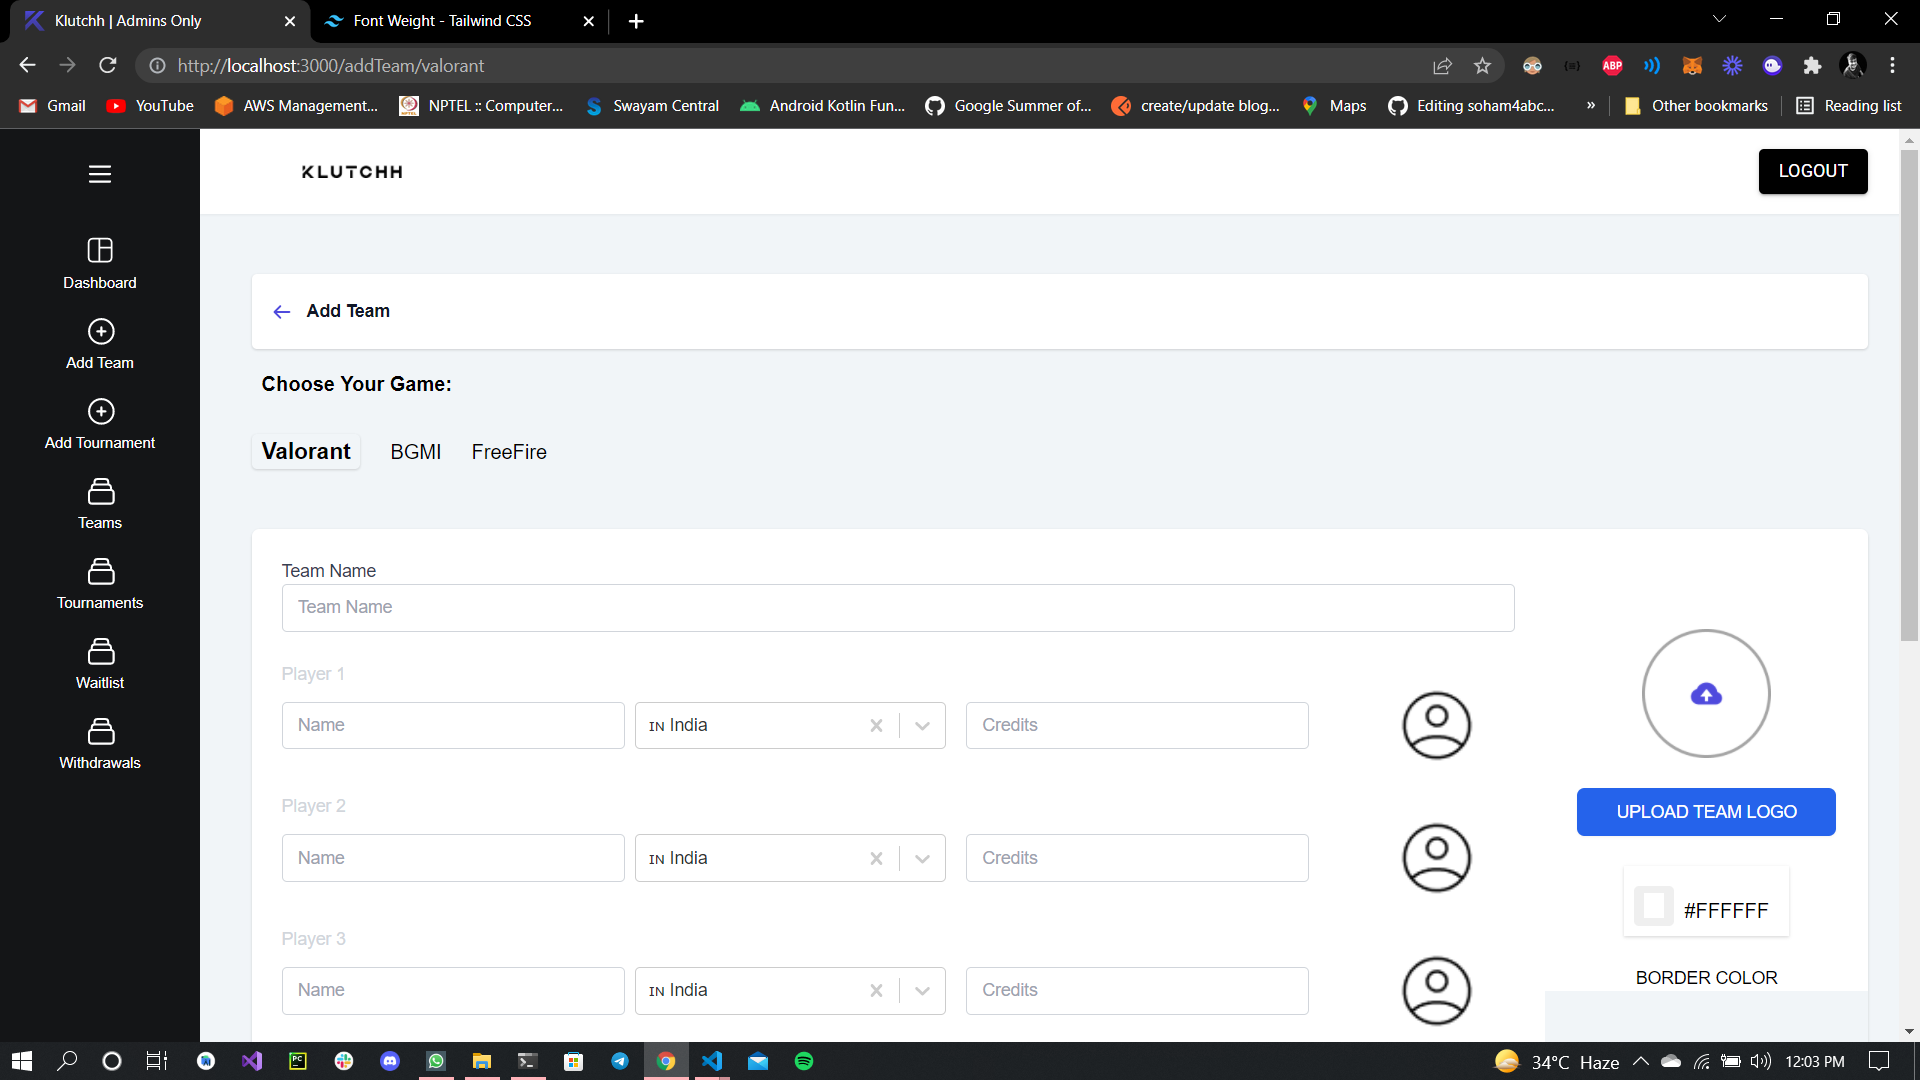 Klutchh | Admins Only
Font Weight - Tailwind CSS
http://localhost:3000/addTeam/valorant
ABP
Gmail
YouTube
AWS Management...
NPTEL :: Computer...
Swayam Central
Android Kotlin Fun...
Google Summer of...
create/update blog...
Maps
Editing soham4abc...
»
Other bookmarks
Reading list
KLUTCHH
LOGOUT
Dashboard
Add Team
Add Tournament
Teams
Tournaments
Waitlist
Withdrawals
Add Team
Choose Your Game:
Valorant BGMI FreeFire
Team Name
Team Name
Player 1
Name IN India Credits
Player 2
Name IN India Credits
Player 3
Name IN India Credits
UPLOAD TEAM LOGO
#FFFFFF
BORDER COLOR
PC
34°C Haze
12:03 PM